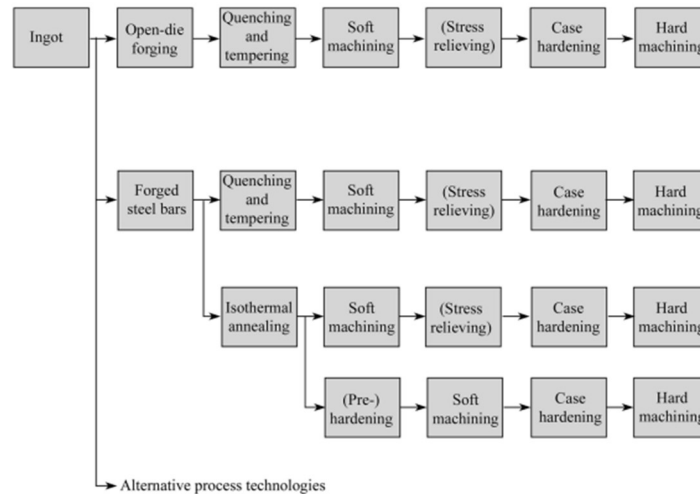 Ingot
Open-die
forging
Quenching
and
tempering
Soft
machining
(Stress
relieving)
Case
hardening
Hard
machining
Forged
steel bars
Quenching
and
tempering
Soft
machining
(Stress
relieving)
Case
hardening
Hard
machining
Isothermal
annealing
Soft
machining
(Stress
relieving)
Case
hardening
Hard
machining
(Pre-)
hardening
Soft
machining
Case
hardening
Hard
machining
Alternative process technologies